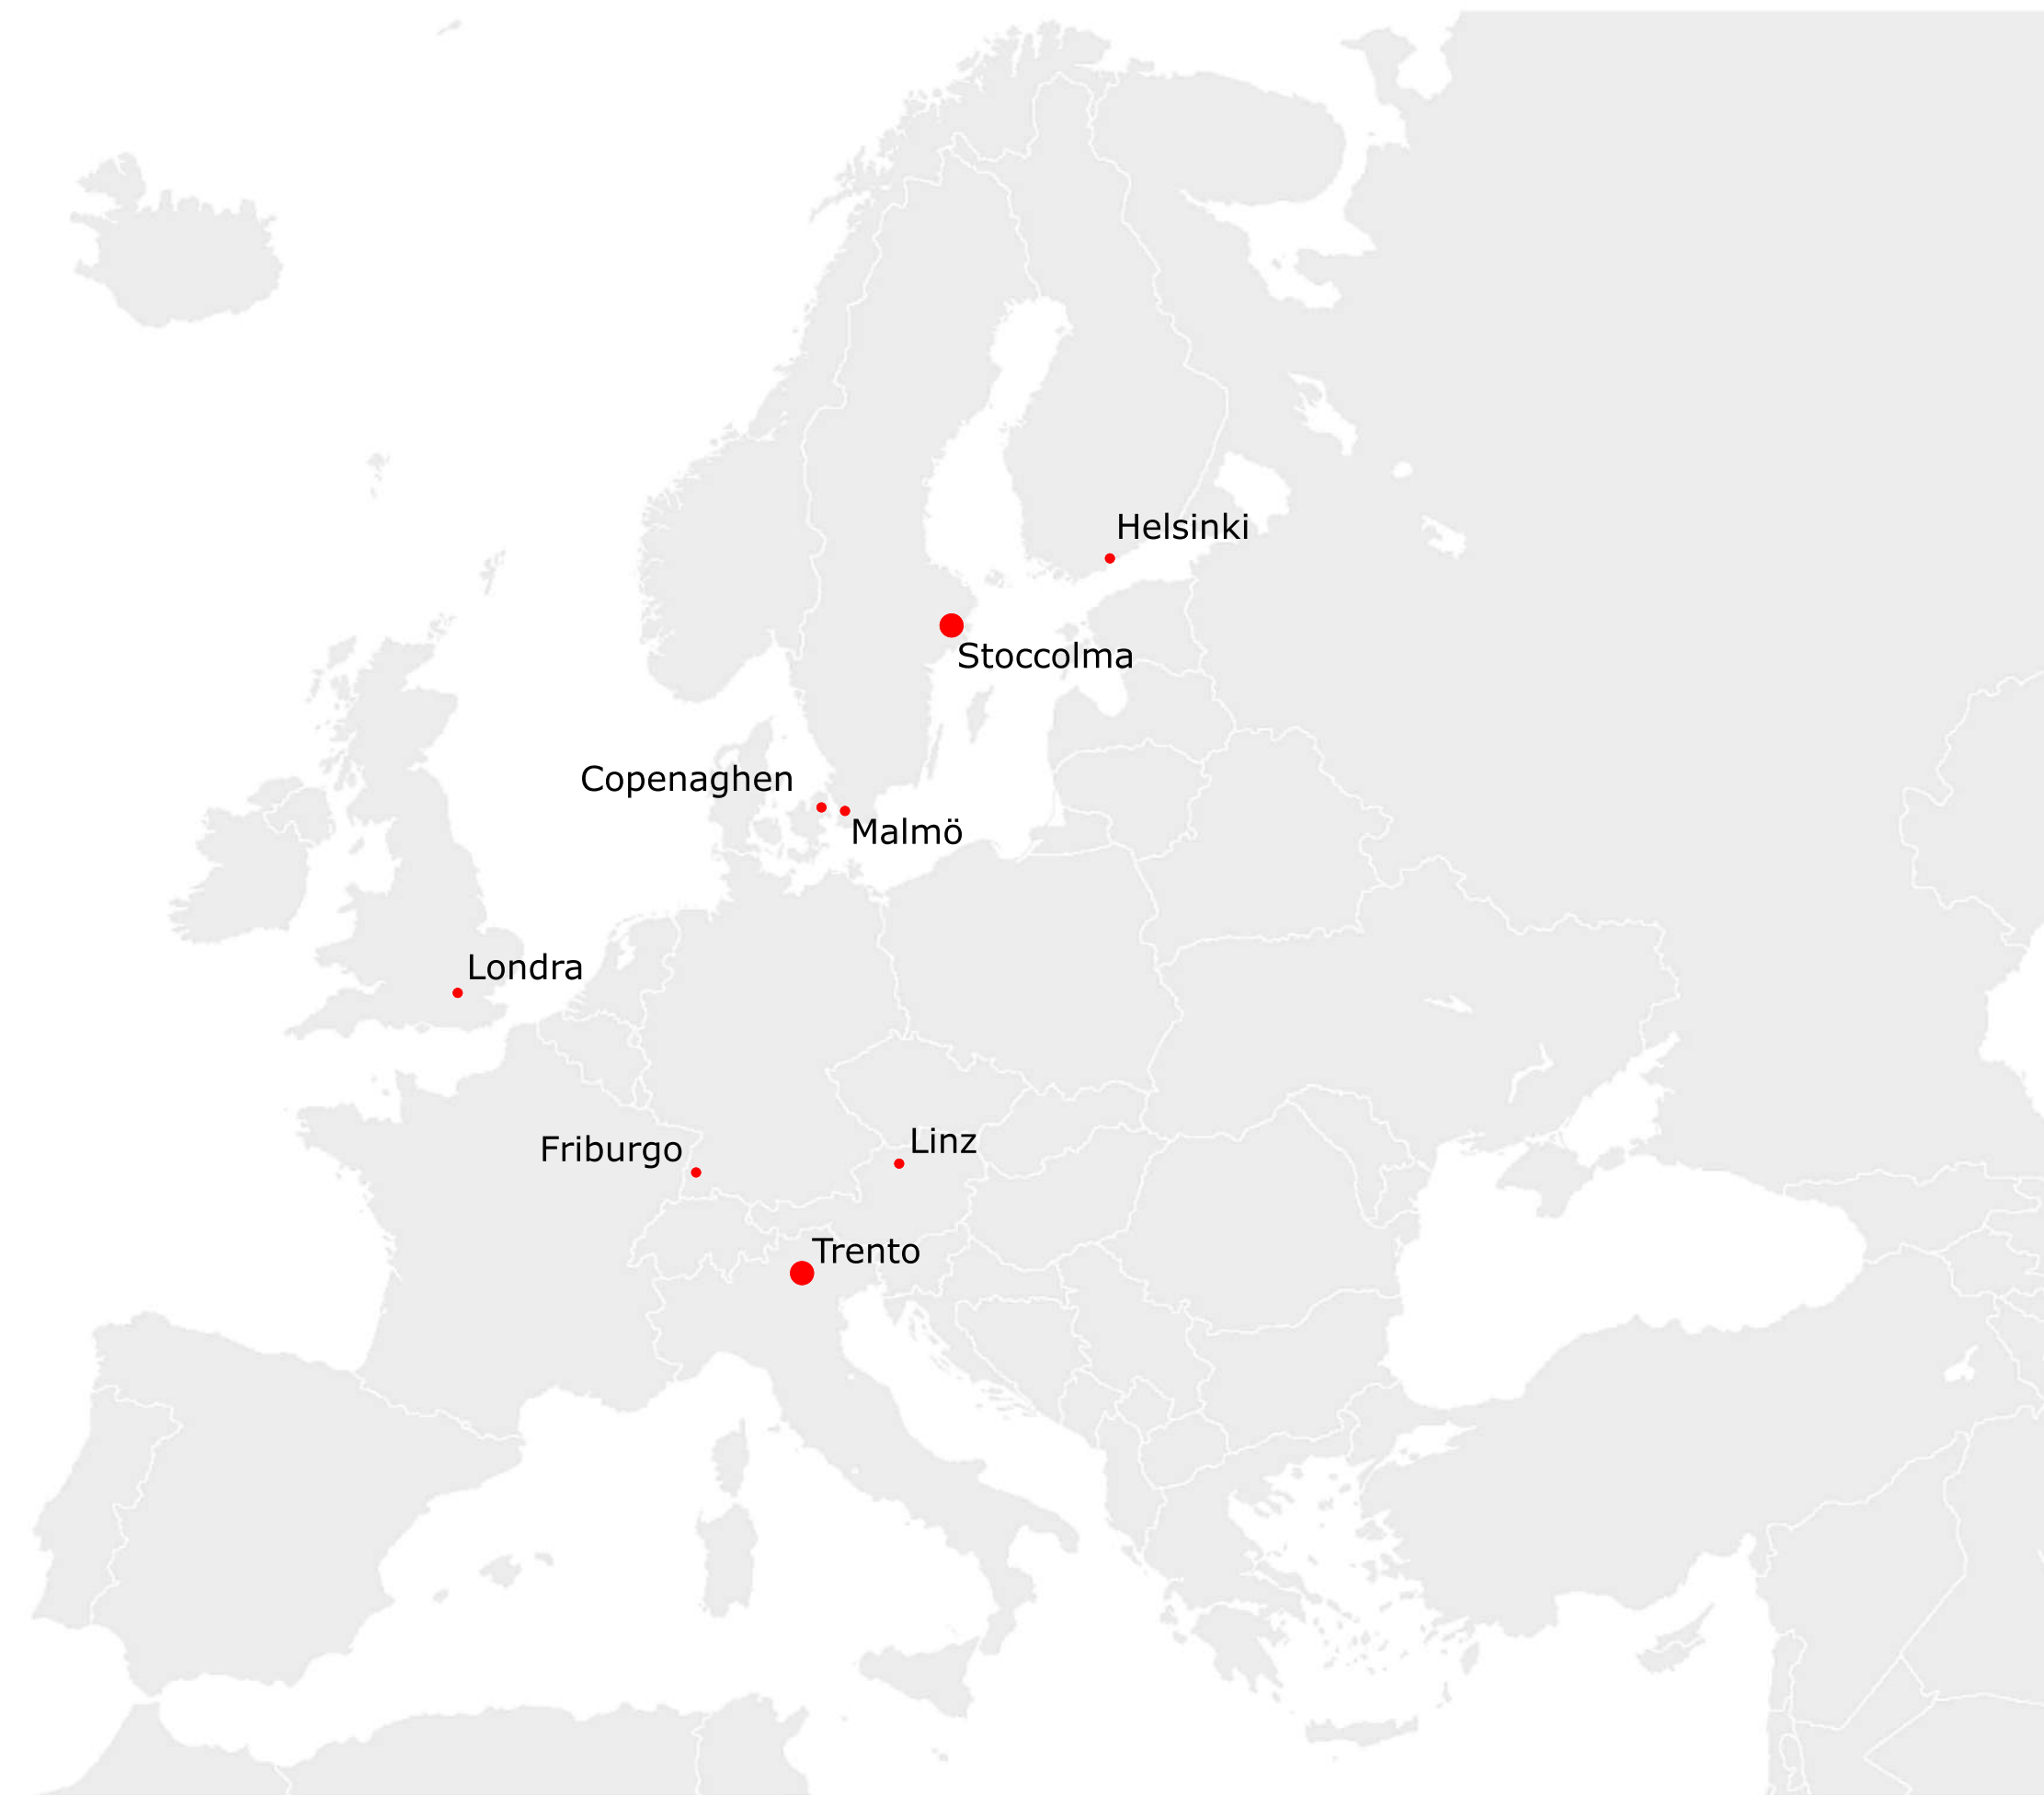 Helsinki
Stoccolma
Copenaghen
Malmö
Londra
Linz
Friburgo
Trento